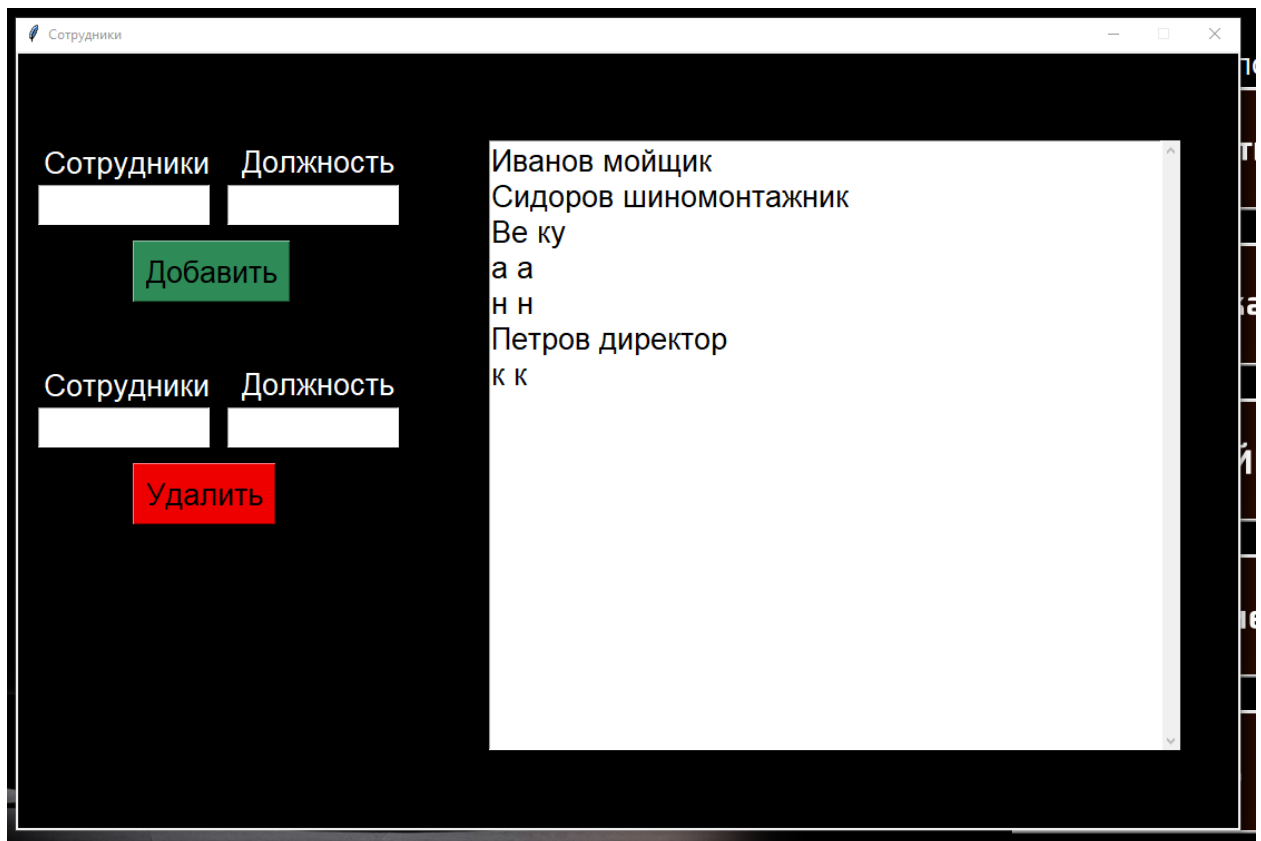 Сотрудники
Сотрудники Должность
Добавить
Сотрудники Должность
Удалить
Иванов мойщик
Сидоров шиномонтажник
Ве ку
а а
н н
Петров директор
к к